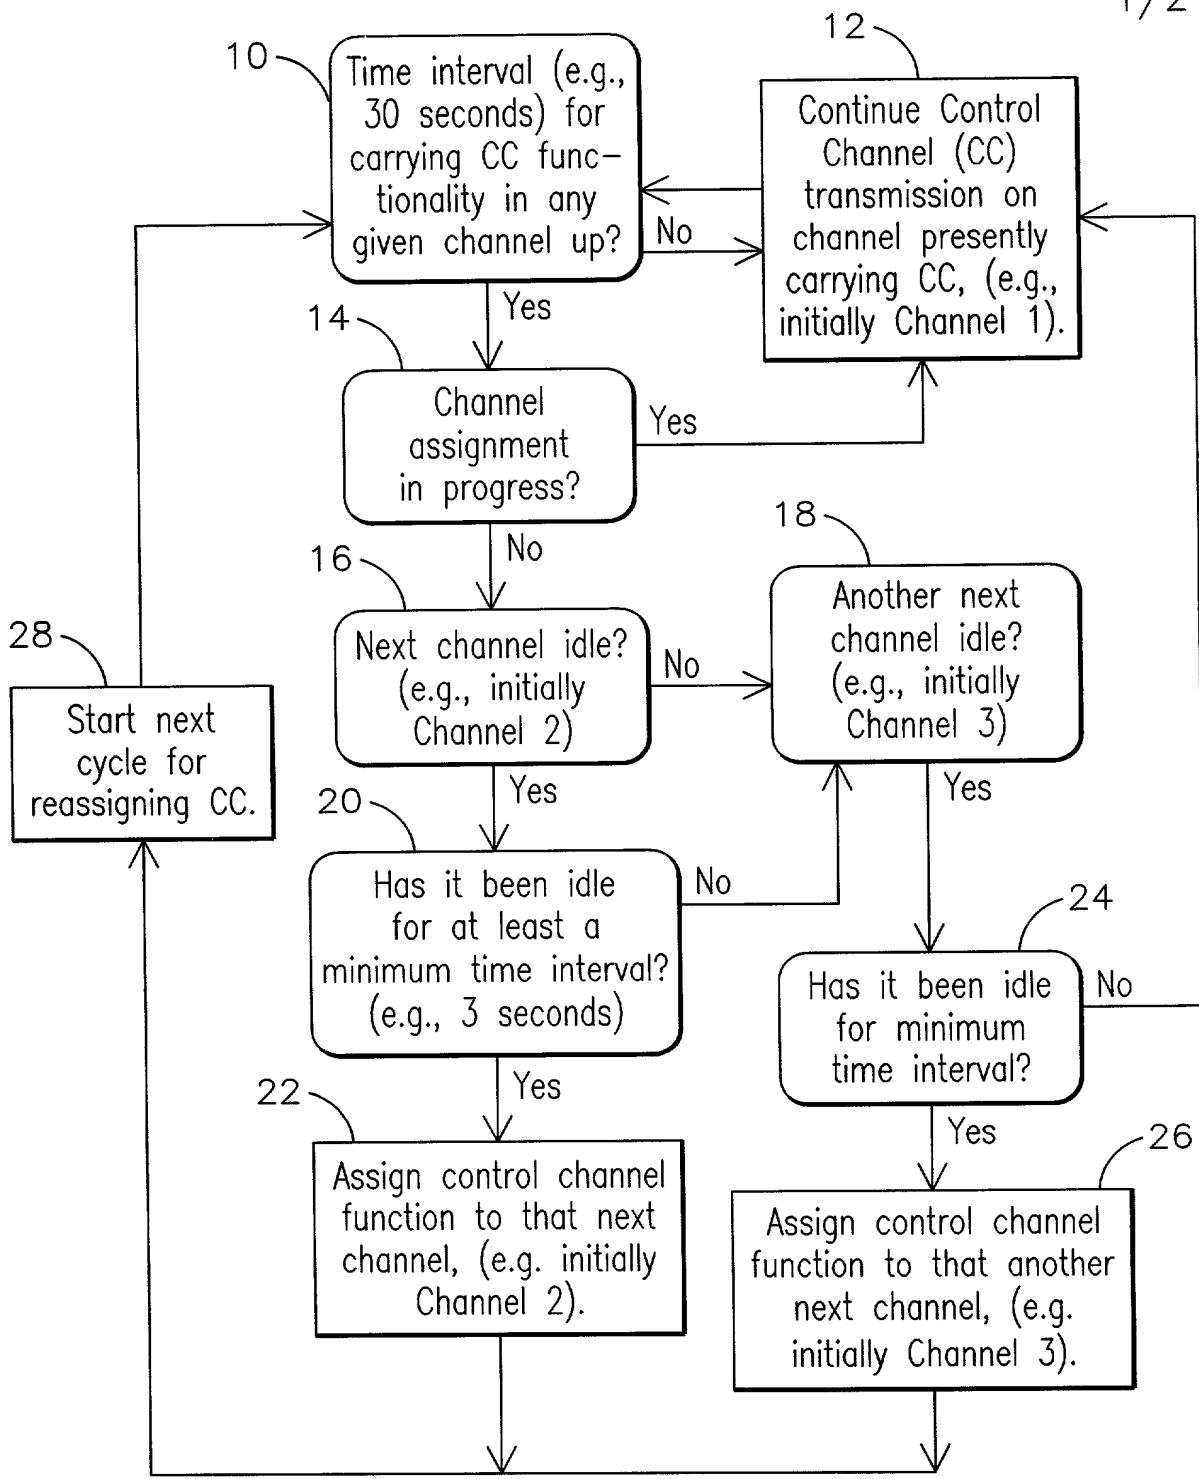 1/2
10
Time interval (e.g.,
30 seconds) for
carrying CC func-
tionality in any
given channel up?
12
Continue Control
Channel (CC)
transmission on
channel presently
carrying CC, (e.g.,
initially Channel 1).
No
Yes
14
Channel
assignment
in progress?
Yes
No
16
Next channel idle?
(e.g., initially
Channel 2)
No
18
Another next
channel idle?
(e.g., initially
Channel 3)
28
Start next
cycle for
reassigning CC.
Yes
Yes
20
Has it been idle
for at least a
minimum time interval?
(e.g., 3 seconds)
No
24
Has it been idle
for minimum
time interval?
No
Yes
22
Assign control channel
function to that next
channel, (e.g. initially
Channel 2).
Yes
26
Assign control channel
function to that another
next channel, (e.g.
initially Channel 3).